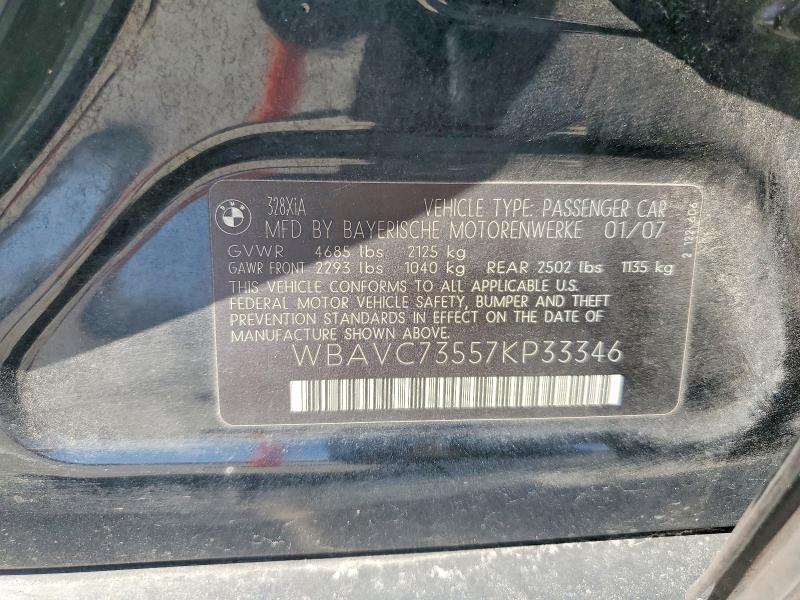 BMW
328XiA VEHICLE TYPE: PASSENGER CAR
MFD BY BAYERISCHE MOTORENWERKE 01/07
GVWR 4685 lbs 2125 kg
GAWR FRONT 2293 lbs 1040 kg REAR 2502 lbs 1135 kg
THIS VEHICLE CONFORMS TO ALL APPLICABLE U.S.
FEDERAL MOTOR VEHICLE SAFETY, BUMPER AND THEFT
PREVENTION STANDARDS IN EFFECT ON THE DATE OF
MANUFACTURE SHOWN ABOVE.
WBAVC73557KP33346